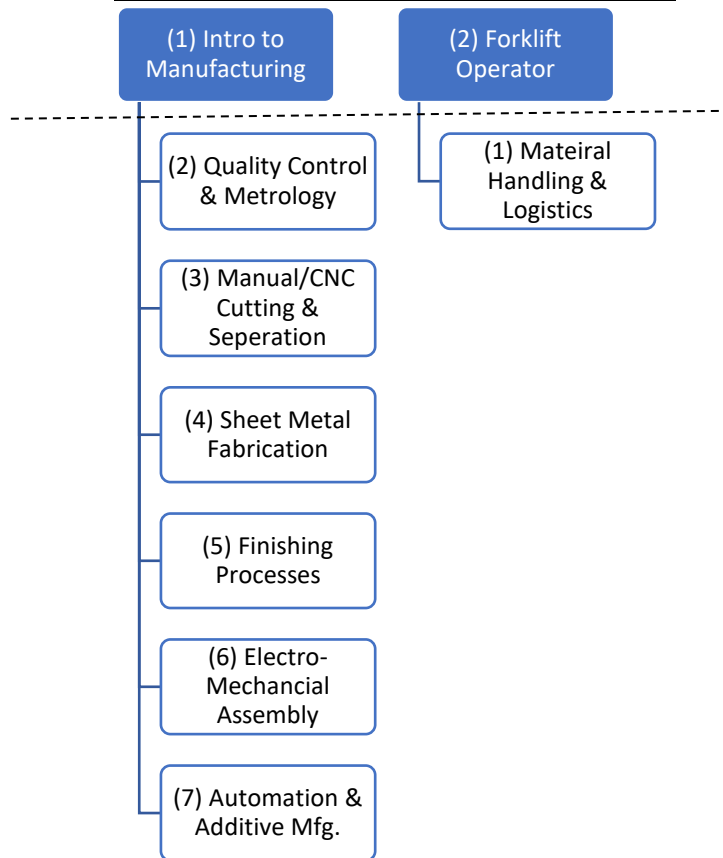 (1) Intro to
Manufacturing
(2) Forklift
Operator
(2) Quality Control
& Metrology
(1) Mateiral
Handling &
Logistics
(3) Manual/CNC
Cutting &
Seperation
(4) Sheet Metal
Fabrication
(5) Finishing
Processes
(6) Electro-
Mechancial
Assembly
(7) Automation &
Additive Mfg.